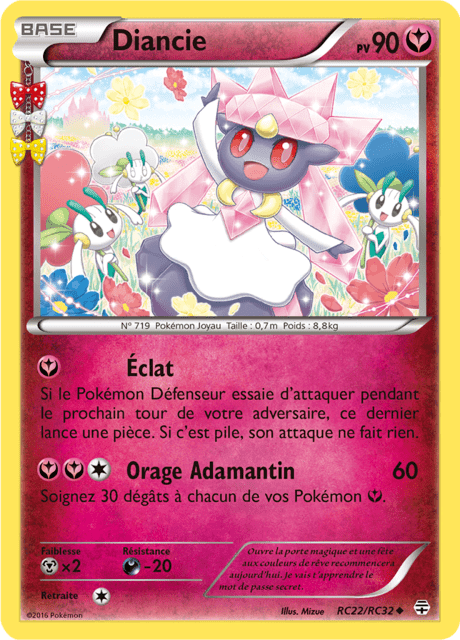 BASE
Diancie
PV90
Nº 719 Pokémon Joyau Taille : 0,7m Poids : 8,8kg
Éclat
Si le Pokémon Défenseur essaie d'attaquer pendant
le prochain tour de votre adversaire, ce dernier
lance une pièce. Si c'est pile, son attaque ne fait rien.
Orage Adamantin 60
Soignez 30 dégâts à chacun de vos Pokémon .
Faiblesse Résistance
×2 -20
Retraite
Ouvre la porte magique et une fête
aux couleurs de rêve recommencera
aujourd'hui. Je vais t'apprendre le
mot de passe secret.
©2016 Pokémon
Illus. Mizue RC22/RC32